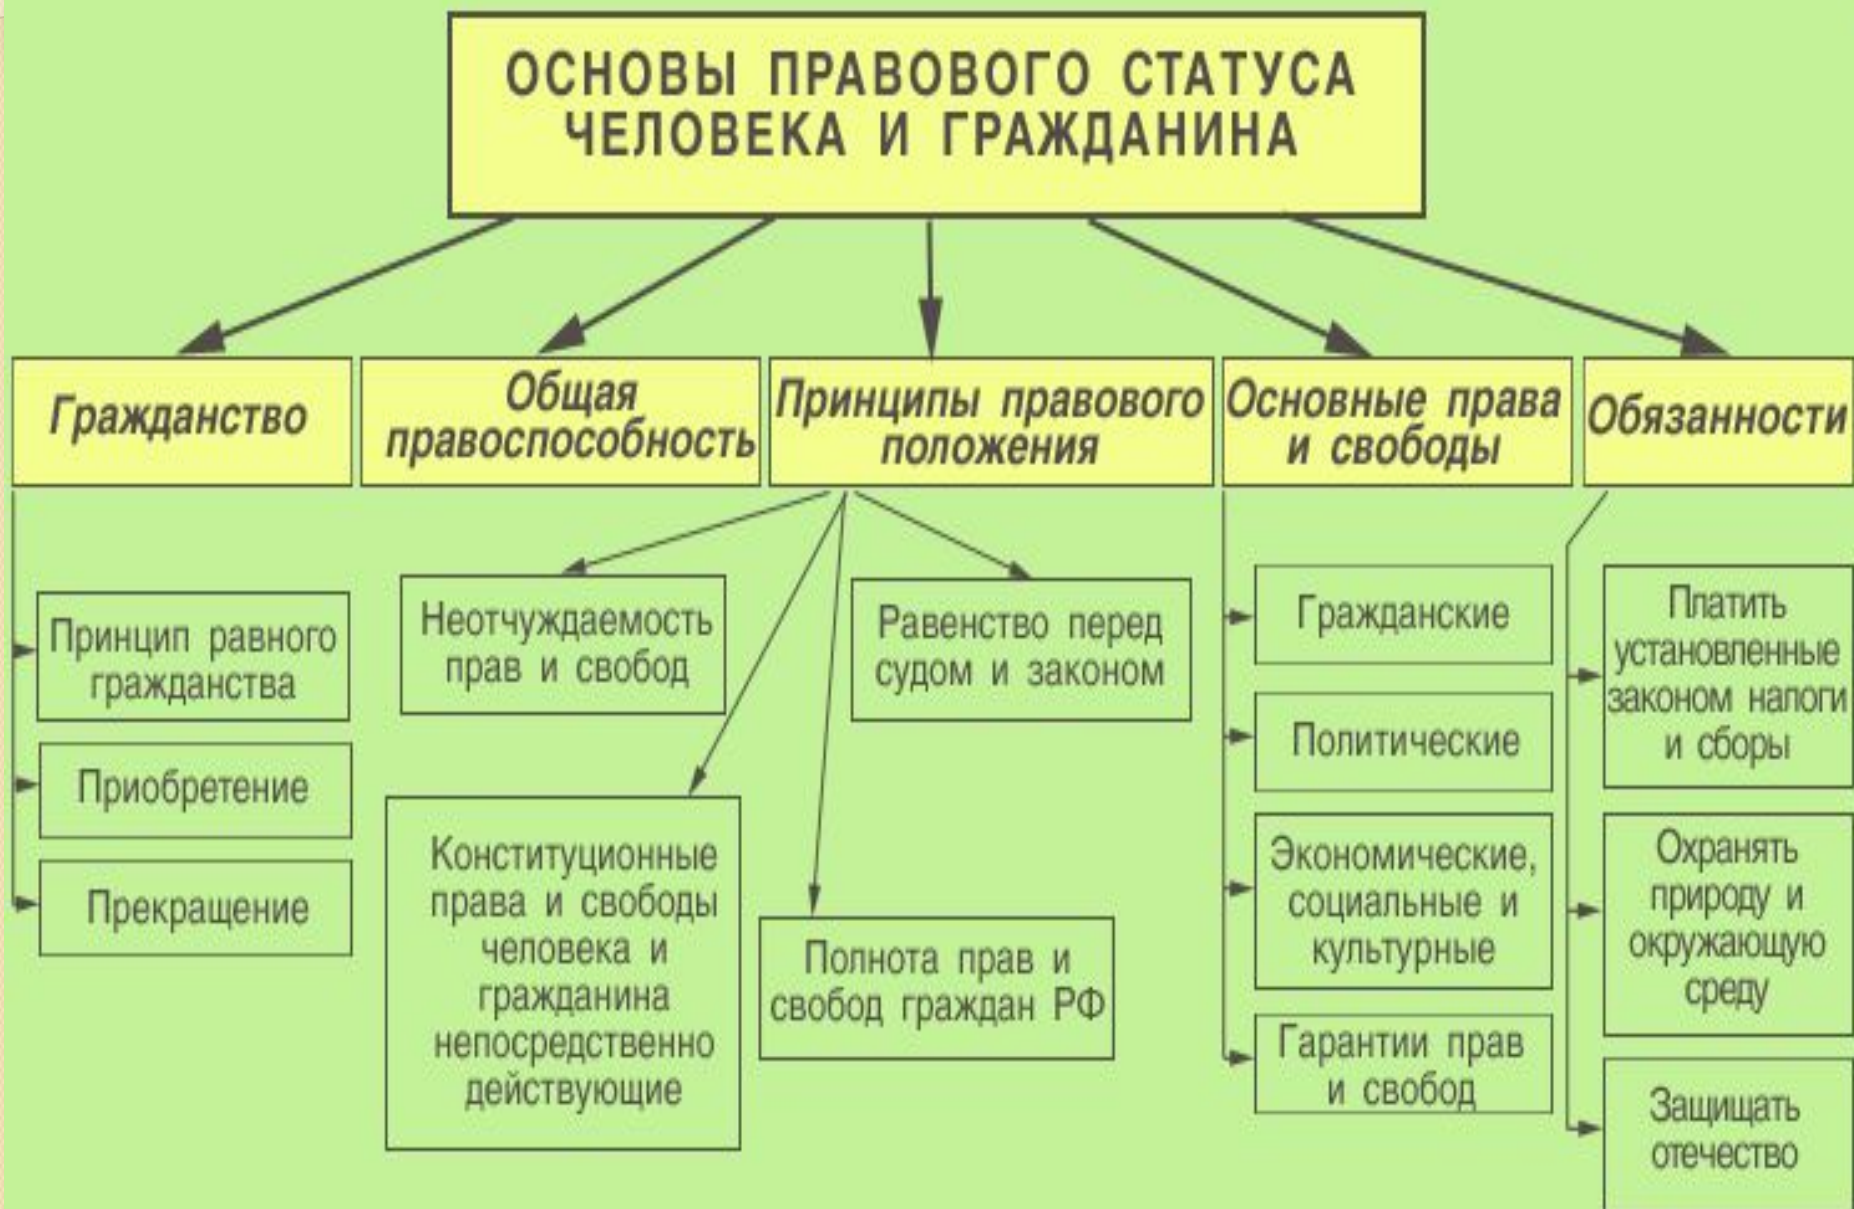 ОСНОВЫ ПРАВОВОГО СТАТУСА
ЧЕЛОВЕКА И ГРАЖДАНИНА
Гражданство
Общая
правоспособность
Принципы правового
положения
Основные права
и свободы
Обязанности
Принцип равного
гражданства
Приобретение
Прекращение
Неотчуждаемость
прав и свобод
Равенство перед
судом и законом
Конституционные
права и свободы
человека и
гражданина
непосредственно
действующие
Полнота прав и
свобод граждан РФ
Гражданские
Политические
Экономические,
социальные и
культурные
Гарантии прав
и свобод
Платить
установленные
законом налоги
и сборы
Охранять
природу и
окружающую
среду
Защищать
отечество